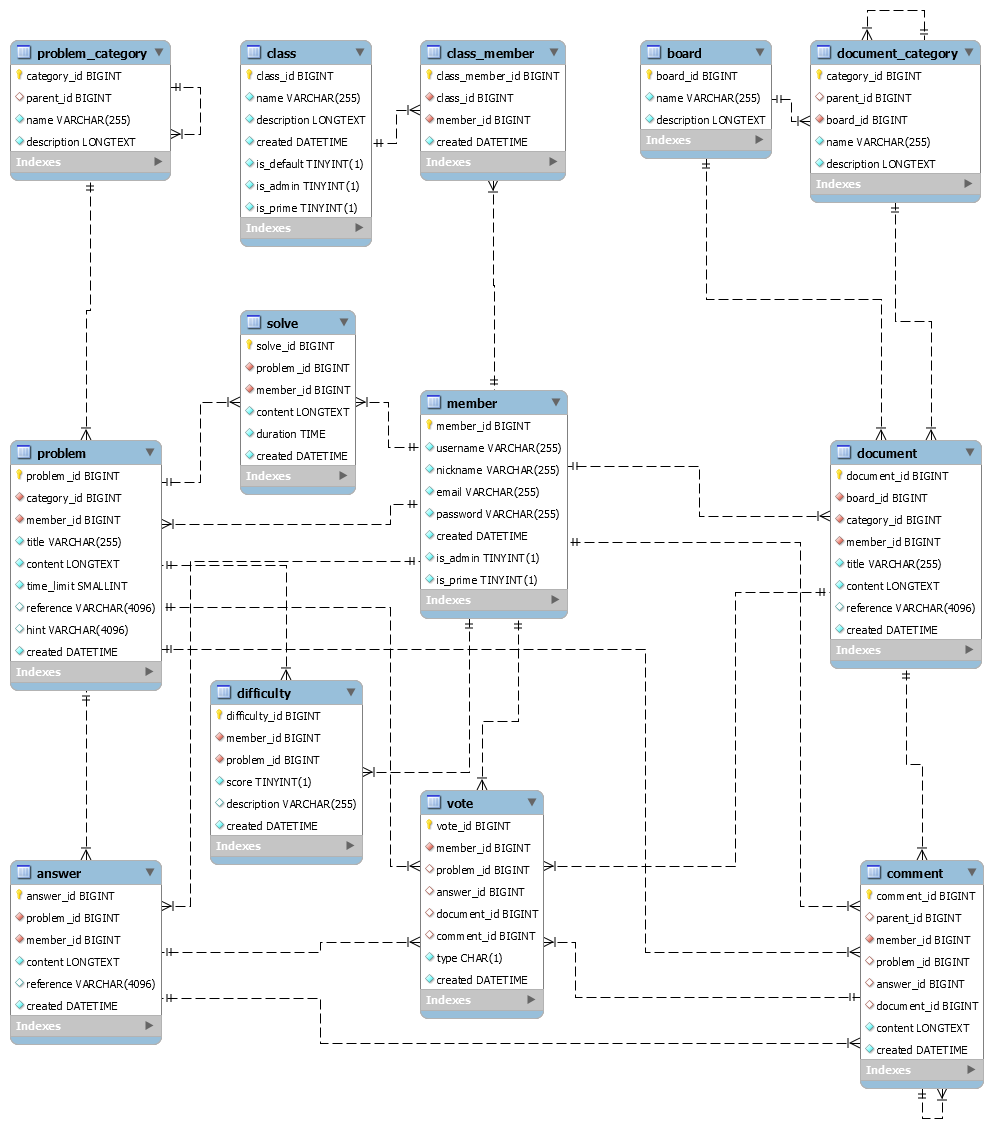 problem_category
category_id BIGINT
parent_id BIGINT
name VARCHAR(255)
description LONGTEXT
Indexes
class
class_id BIGINT
name VARCHAR(255)
description LONGTEXT
created DATETIME
is_default TINYINT(1)
is_admin TINYINT(1)
is_prime TINYINT(1)
Indexes
class_member
class_member_id BIGINT
class_id BIGINT
member_id BIGINT
created DATETIME
Indexes
board
board_id BIGINT
name VARCHAR(255)
description LONGTEXT
Indexes
document_category
category_id BIGINT
parent_id BIGINT
board_id BIGINT
name VARCHAR(255)
description LONGTEXT
Indexes
solve
solve_id BIGINT
problem_id BIGINT
member_id BIGINT
content LONGTEXT
duration TIME
created DATETIME
Indexes
member
member_id BIGINT
username VARCHAR(255)
nickname VARCHAR(255)
email VARCHAR(255)
password VARCHAR(255)
created DATETIME
is_admin TINYINT(1)
is_prime TINYINT(1)
Indexes
problem
problem_id BIGINT
category_id BIGINT
member_id BIGINT
title VARCHAR(255)
content LONGTEXT
time_limit SMALLINT
reference VARCHAR(4096)
hint VARCHAR(4096)
created DATETIME
Indexes
document
document_id BIGINT
board_id BIGINT
category_id BIGINT
member_id BIGINT
title VARCHAR(255)
content LONGTEXT
reference VARCHAR(4096)
created DATETIME
Indexes
difficulty
difficulty_id BIGINT
member_id BIGINT
problem_id BIGINT
score TINYINT(1)
description VARCHAR(255)
created DATETIME
Indexes
vote
vote_id BIGINT
member_id BIGINT
problem_id BIGINT
answer_id BIGINT
document_id BIGINT
comment_id BIGINT
type CHAR(1)
created DATETIME
Indexes
answer
answer_id BIGINT
problem_id BIGINT
member_id BIGINT
content LONGTEXT
reference VARCHAR(4096)
created DATETIME
Indexes
comment
comment_id BIGINT
parent_id BIGINT
member_id BIGINT
problem_id BIGINT
answer_id BIGINT
document_id BIGINT
content LONGTEXT
created DATETIME
Indexes